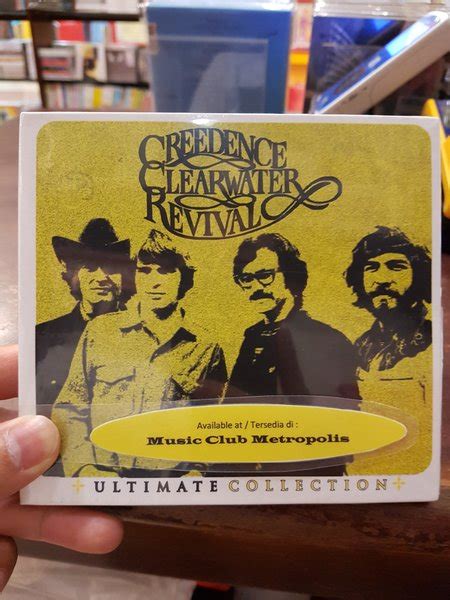 CREEDENCE
CLEARWATER
REVIVAL
Available at / Tersedia di :
Music Club Metropolis
+ ULTIMATE COLLECTION +